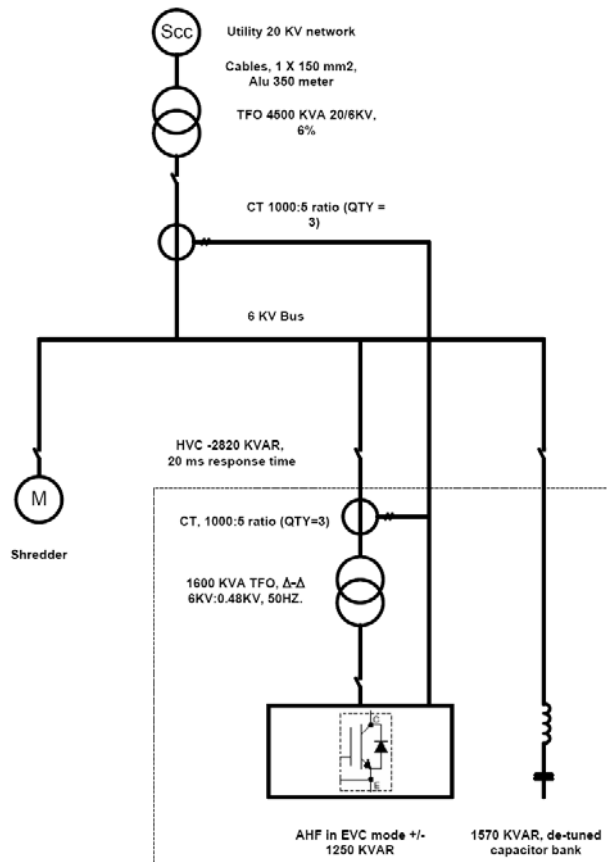 Scc
Utility 20 KV network
Cables, 1 X 150 mm2,
Alu 350 meter
TFO 4500 KVA 20/6KV,
6%
CT 1000:5 ratio (QTY =
3)
6 KV Bus
HVC -2820 KVAR,
20 ms response time
M
CT, 1000:5 ratio (QTY=3)
Shredder
1600 KVA TFO, Δ-Δ
6KV:0.48KV, 50HZ.
C
E
AHF in EVC mode +/-
1250 KVAR
1570 KVAR, de-tuned
capacitor bank